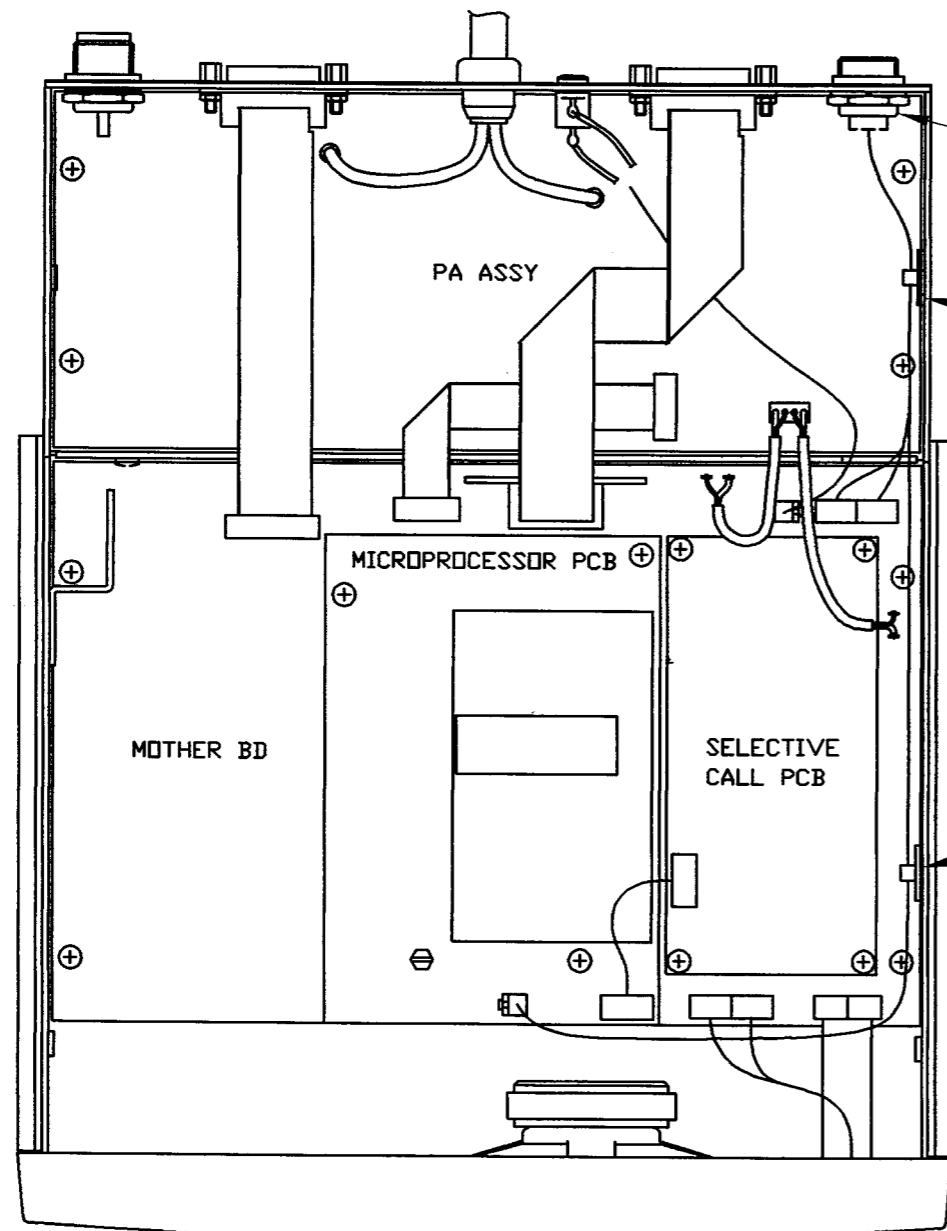 PA ASSY
MICROPROCESSOR PCB
MOTHER BD
SELECTIVE
CALL PCB